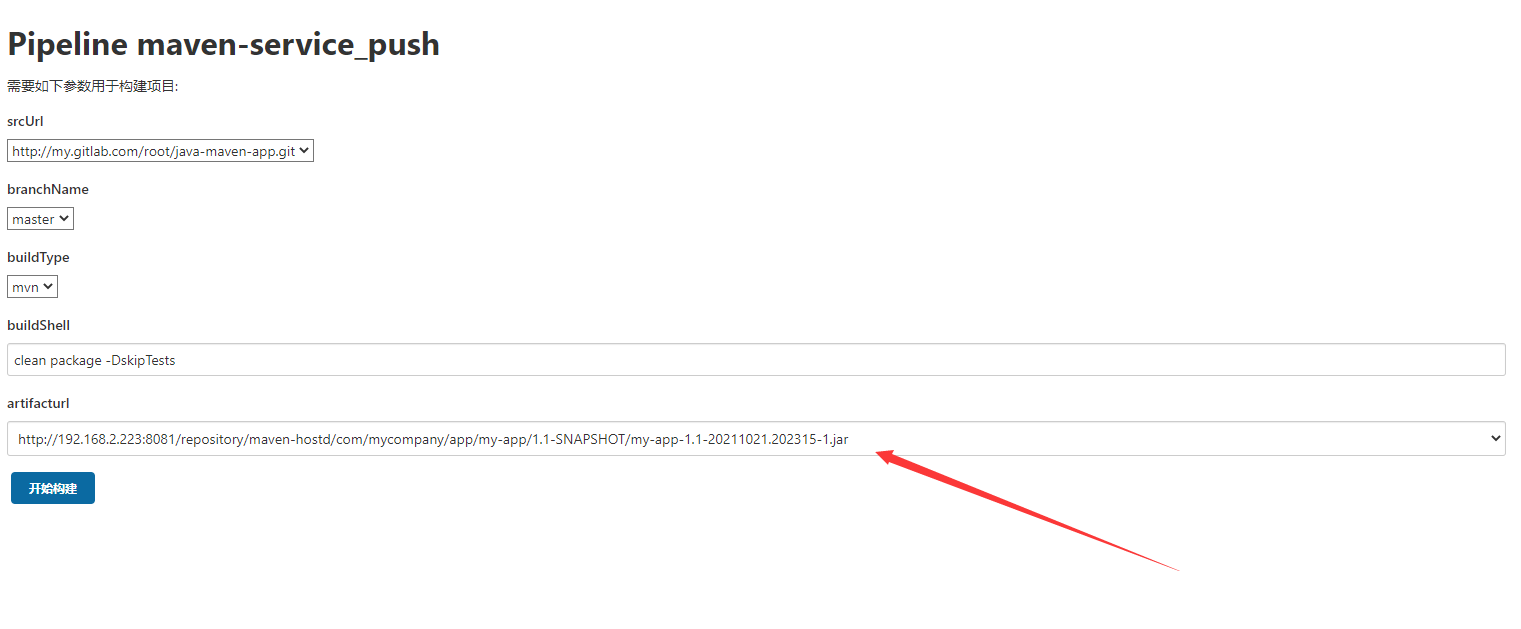 Pipeline maven-service_push
需要如下参数用于构建项目:
srcUrl
http://my.gitlab.com/root/java-maven-app.git
branchName
master
buildType
mvn
buildShell
clean package -DskipTests
artifacturl
http://192.168.2.223:8081/repository/maven-hostd/com/mycompany/app/my-app/1.1-SNAPSHOT/my-app-1.1-20211021.202315-1.jar
开始构建